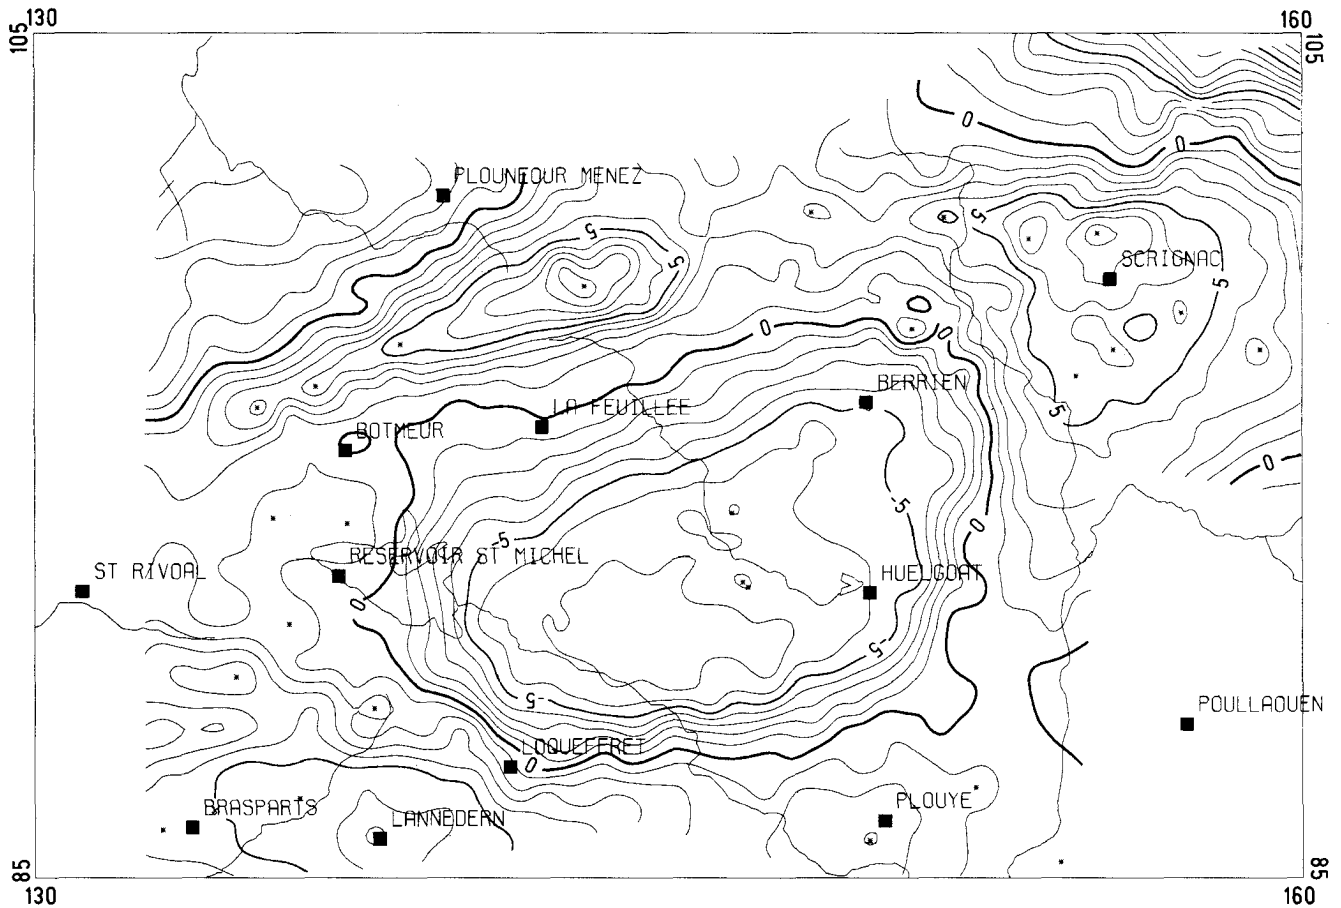 130
160
105
105
0
0
PLOUNEOUR MENEZ
5
5
5
SCRIGNAC
5
0
0
BERRIEN
5
LA FEUILLEE
BOTMEUR
0
-5
-5
0
RESERVOIR ST MICHEL
ST RIVOAL
HUELGOAT
0
-5
-5
POULLAOUEN
LOQUEFFRET
0
BRASPARTS
LANNEDERN
PLOUYE
85
85
130
160